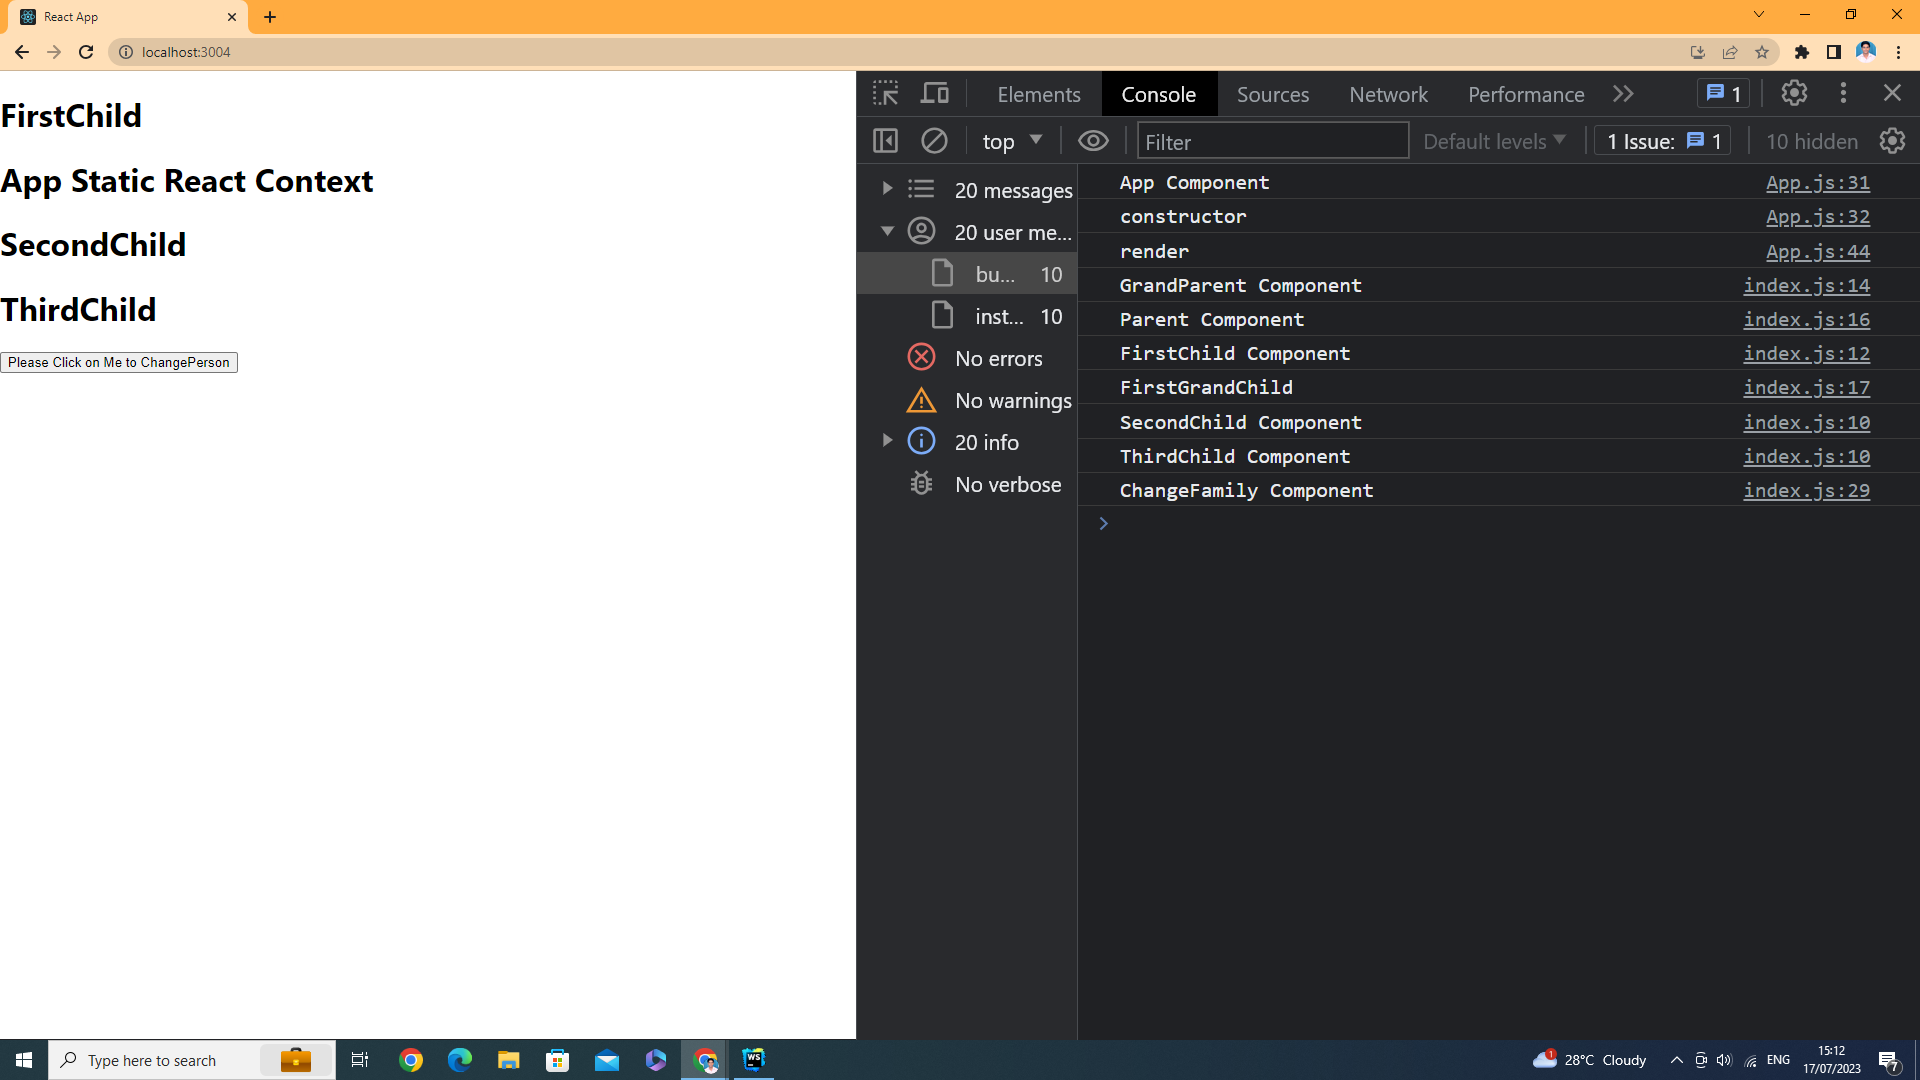 React App
localhost:3004
FirstChild
App Static React Context
SecondChild
ThirdChild
Please Click on Me to ChangePerson
Elements Console Sources Network Performance 1
top Filter Default levels 1 Issue: 1 10 hidden
20 messages
20 user me...
bu... 10
inst... 10
No errors
No warnings
20 info
No verbose
App Component App.js:31
constructor App.js:32
render App.js:44
GrandParent Component index.js:14
Parent Component index.js:16
FirstChild Component index.js:12
FirstGrandChild index.js:17
SecondChild Component index.js:10
ThirdChild Component index.js:10
ChangeFamily Component index.js:29
Type here to search
WS
1
28°C Cloudy
ENG
15:12
17/07/2023
7